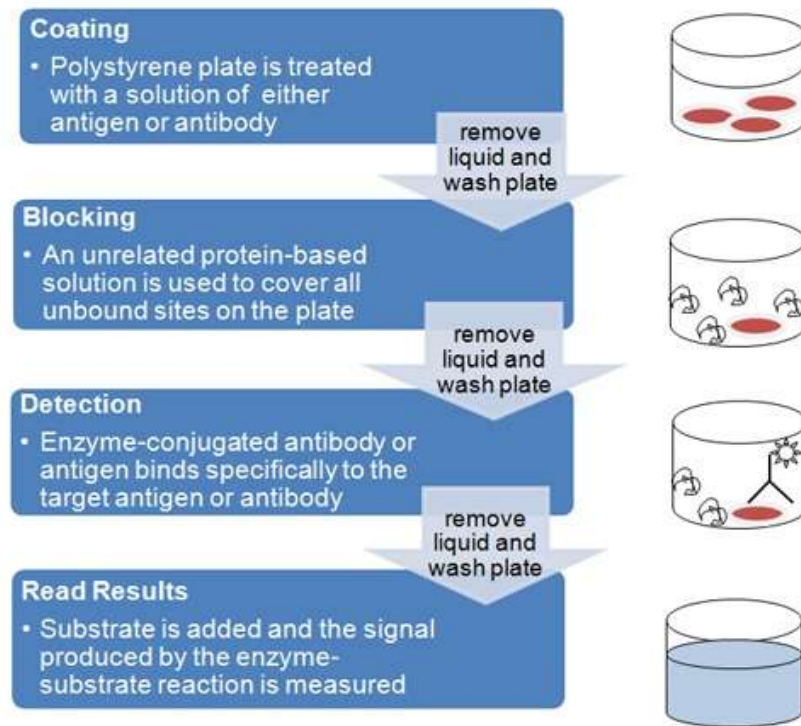 Coating
• Polystyrene plate is treated
with a solution of either
antigen or antibody
remove
liquid and
wash plate
Blocking
• An unrelated protein-based
solution is used to cover all
unbound sites on the plate
remove
liquid and
wash plate
Detection
• Enzyme-conjugated antibody or
antigen binds specifically to the
target antigen or antibody
remove
liquid and
wash plate
Read Results
• Substrate is added and the signal
produced by the enzyme-
substrate reaction is measured